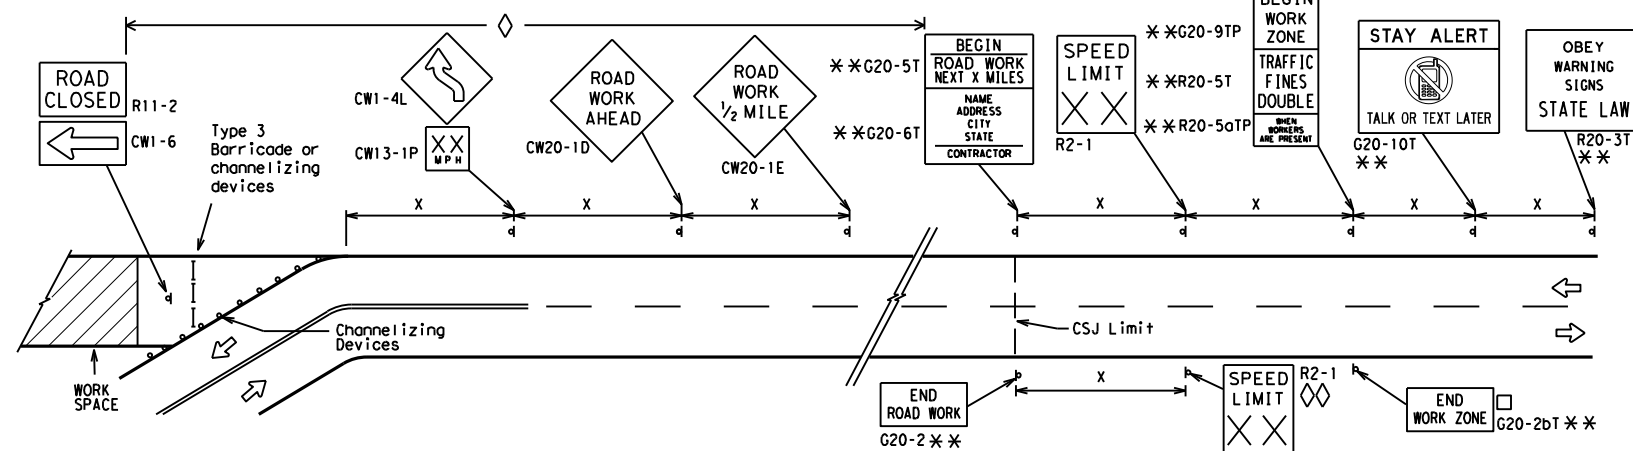 ROAD
CLOSED
R11-2
CW1-6
Type 3
Barricade or
channelizing
devices
CW1-4L
XX
MPH
CW13-1P
ROAD
WORK
AHEAD
CW20-1D
ROAD
WORK
1/2 MILE
CW20-1E
**G20-5T
**G20-6T
BEGIN
ROAD WORK
NEXT X MILES
NAME
ADDRESS
CITY
STATE
CONTRACTOR
SPEED
LIMIT
XX
R2-1
**G20-9TP
**R20-5T
**R20-5aTP
BEGIN
WORK
ZONE
TRAFFIC
FINES
DOUBLE
WHEN
WORKERS
ARE PRESENT
STAY ALERT
TALK OR TEXT LATER
G20-10T
**
OBEY
WARNING
SIGNS
STATE LAW
R20-3T
**
X
X
X
X
X
X
X
Channelizing
Devices
WORK
SPACE
CSJ Limit
X
END
ROAD WORK
G20-2 **
SPEED
LIMIT
XX
R2-1
END
WORK ZONE
G20-2bT **